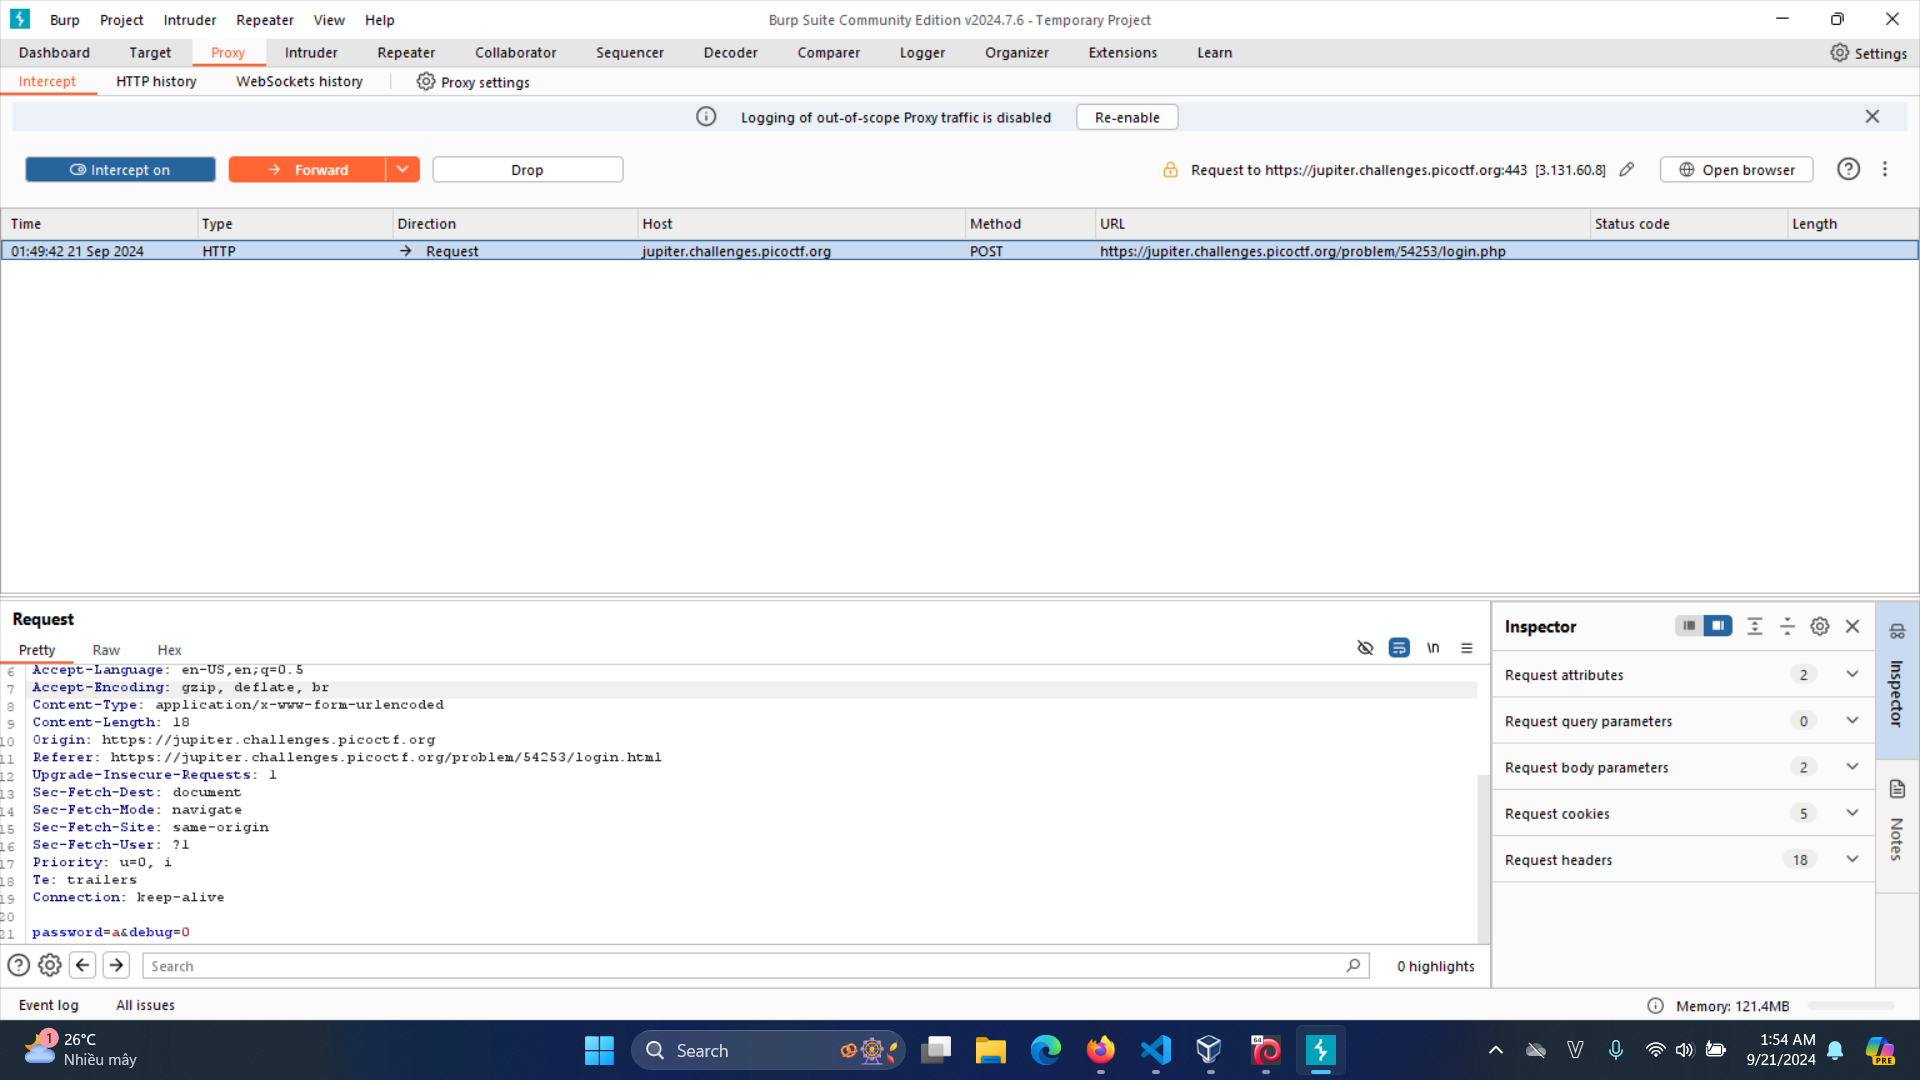 Burp Project Intruder Repeater View Help Burp Suite Community Edition v2024.7.6 - Temporary Project
Dashboard Target Proxy Intruder Repeater Collaborator Sequencer Decoder Comparer Logger Organizer Extensions Learn Settings
Intercept HTTP history WebSockets history Proxy settings
Logging of out-of-scope Proxy traffic is disabled Re-enable
Intercept on Forward Drop Request to https://jupiter.challenges.picoctf.org:443 [3.131.60.8] Open browser
Time Type Direction Host Method URL Status code Length
01:49:42 21 Sep 2024 HTTP → Request jupiter.challenges.picoctf.org POST https://jupiter.challenges.picoctf.org/problem/54253/login.php
Request
Pretty Raw Hex \n
6 Accept-Language: en-US,en;q=0.5
7 Accept-Encoding: gzip, deflate, br
8 Content-Type: application/x-www-form-urlencoded
9 Content-Length: 18
10 Origin: https://jupiter.challenges.picoctf.org
11 Referer: https://jupiter.challenges.picoctf.org/problem/54253/login.html
12 Upgrade-Insecure-Requests: 1
13 Sec-Fetch-Dest: document
14 Sec-Fetch-Mode: navigate
15 Sec-Fetch-Site: same-origin
16 Sec-Fetch-User: ?1
17 Priority: u=0, i
18 Te: trailers
19 Connection: keep-alive
20
21 password=a&debug=0
Search 0 highlights
Inspector
Request attributes 2
Request query parameters 0
Request body parameters 2
Request cookies 5
Request headers 18
Inspector
Notes
Event log All issues Memory: 121.4MB
1 26°C
Nhiều mây
Search
64
PRE
1:54 AM
9/21/2024